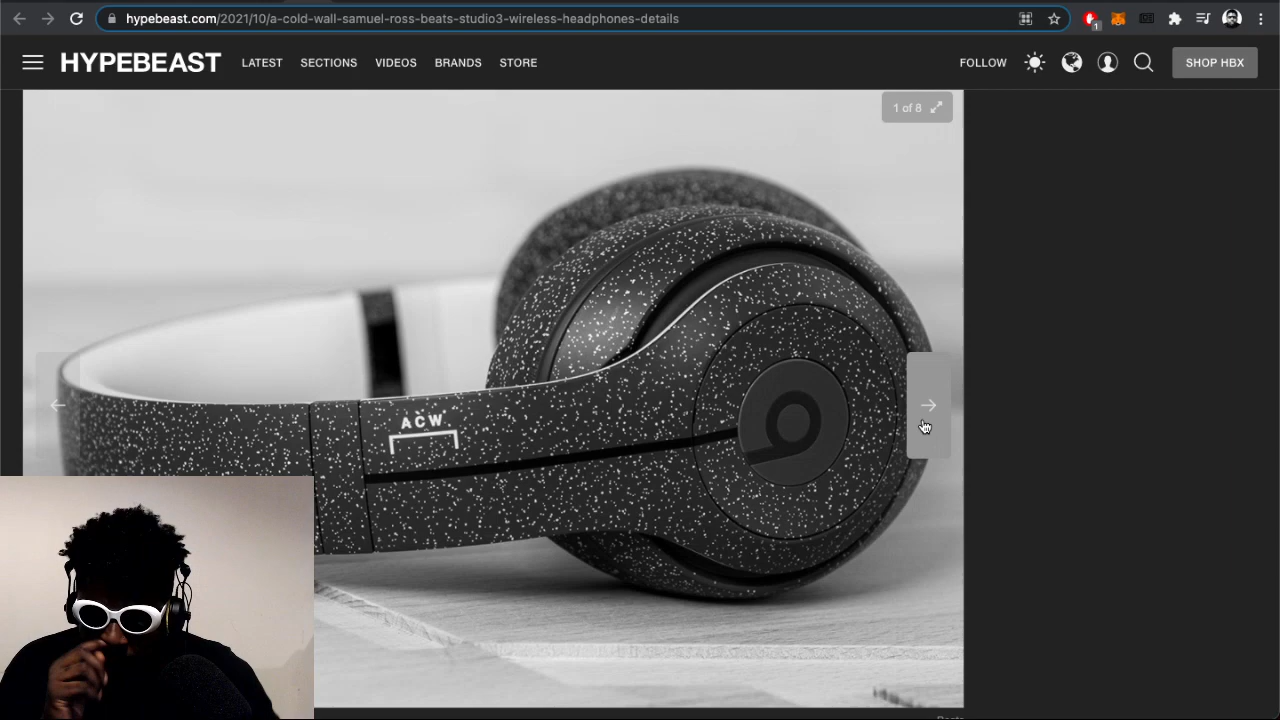 hypebeast.com/2021/10/a-cold-wall-samuel-ross-beats-studio3-wireless-headphones-details
1
HYPEBEAST
LATEST
SECTIONS
VIDEOS
BRANDS
STORE
FOLLOW
SHOP HBX
1 of 8
ACW